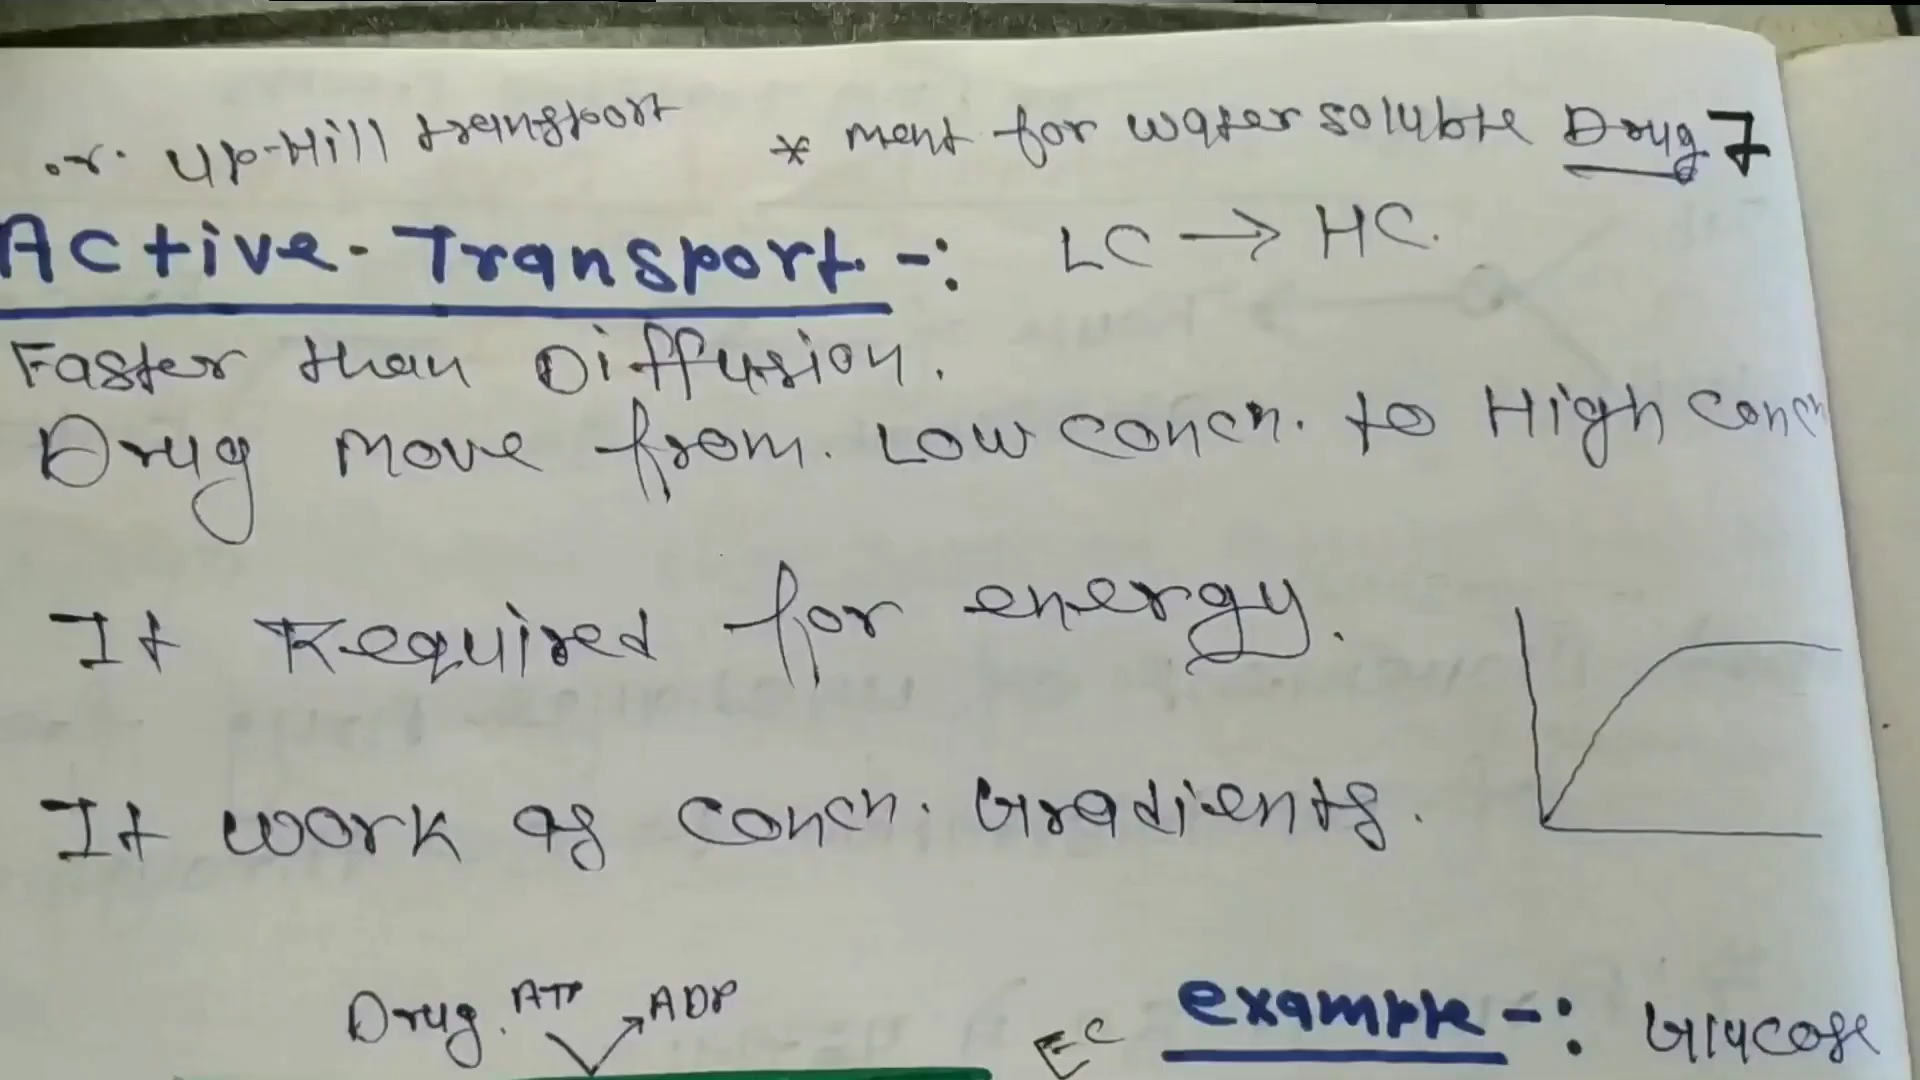 or. Up-Hill transport
* ment for water soluble Drug 7
Active-Transport -:
LC → HC.
Faster than Diffusion.
Drug move from. Low concn. to High concn
It Required for energy.
It work as concn. Gradients.
Drug. ATP ADP
EC
example -: Glucose